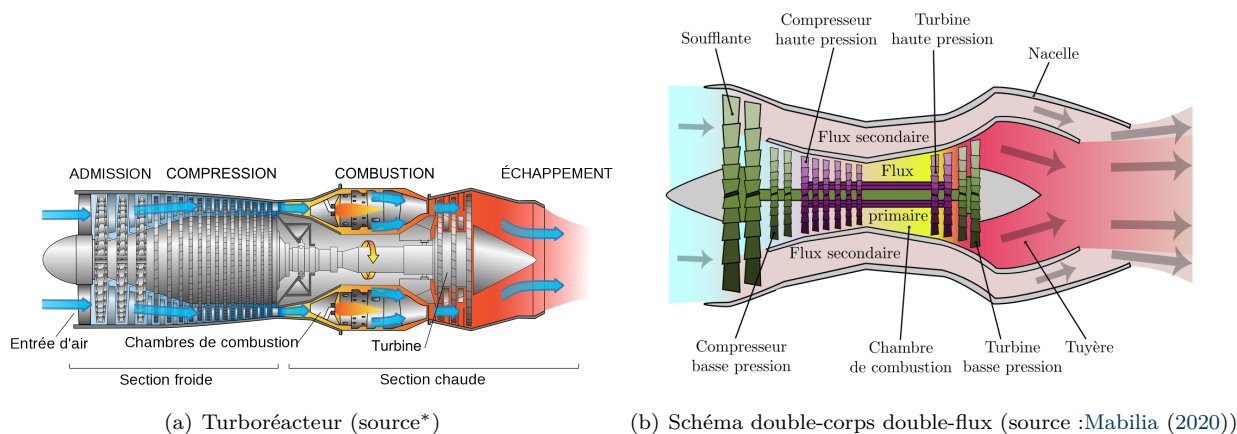 ADMISSION
COMPRESSION
COMBUSTION
ÉCHAPPEMENT
Entrée d'air
Chambres de combustion
Turbine
Section froide
Section chaude
(a) Turboréacteur (source*)
Soufflante
Compresseur
haute pression
Turbine
haute pression
Nacelle
Flux secondaire
Flux
primaire
Flux secondaire
Compresseur
basse pression
Chambre
de combustion
Turbine
basse pression
Tuyère
(b) Schéma double-corps double-flux (source :Mabilia (2020))